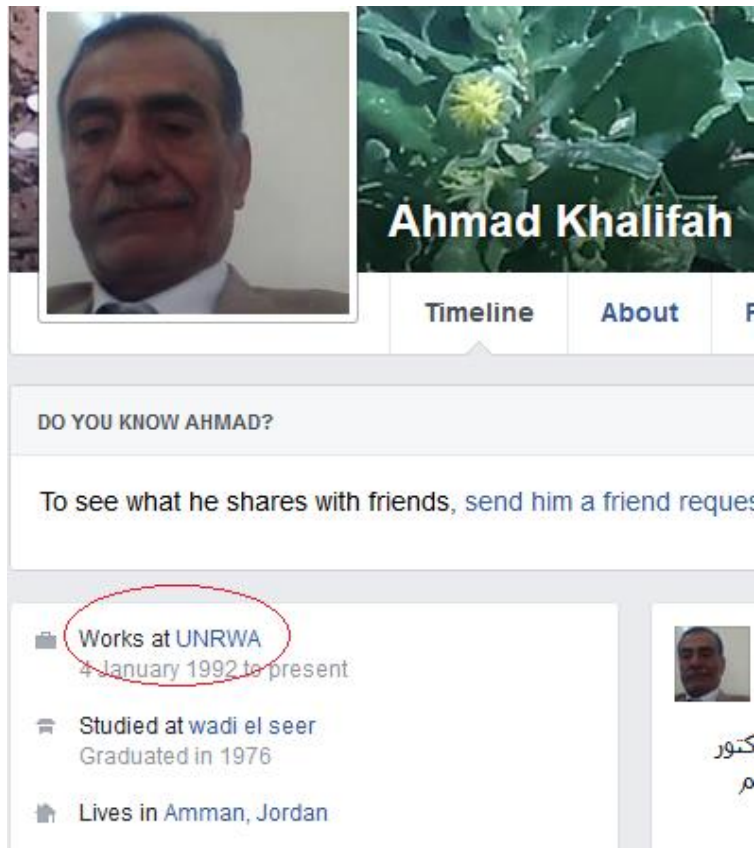 Ahmad Khalifah
Timeline
About
DO YOU KNOW AHMAD?
To see what he shares with friends, send him a friend
Works at UNRWA
4 January 1992 to present
Studied at wadi el seer
Graduated in 1976
Lives in Amman, Jordan